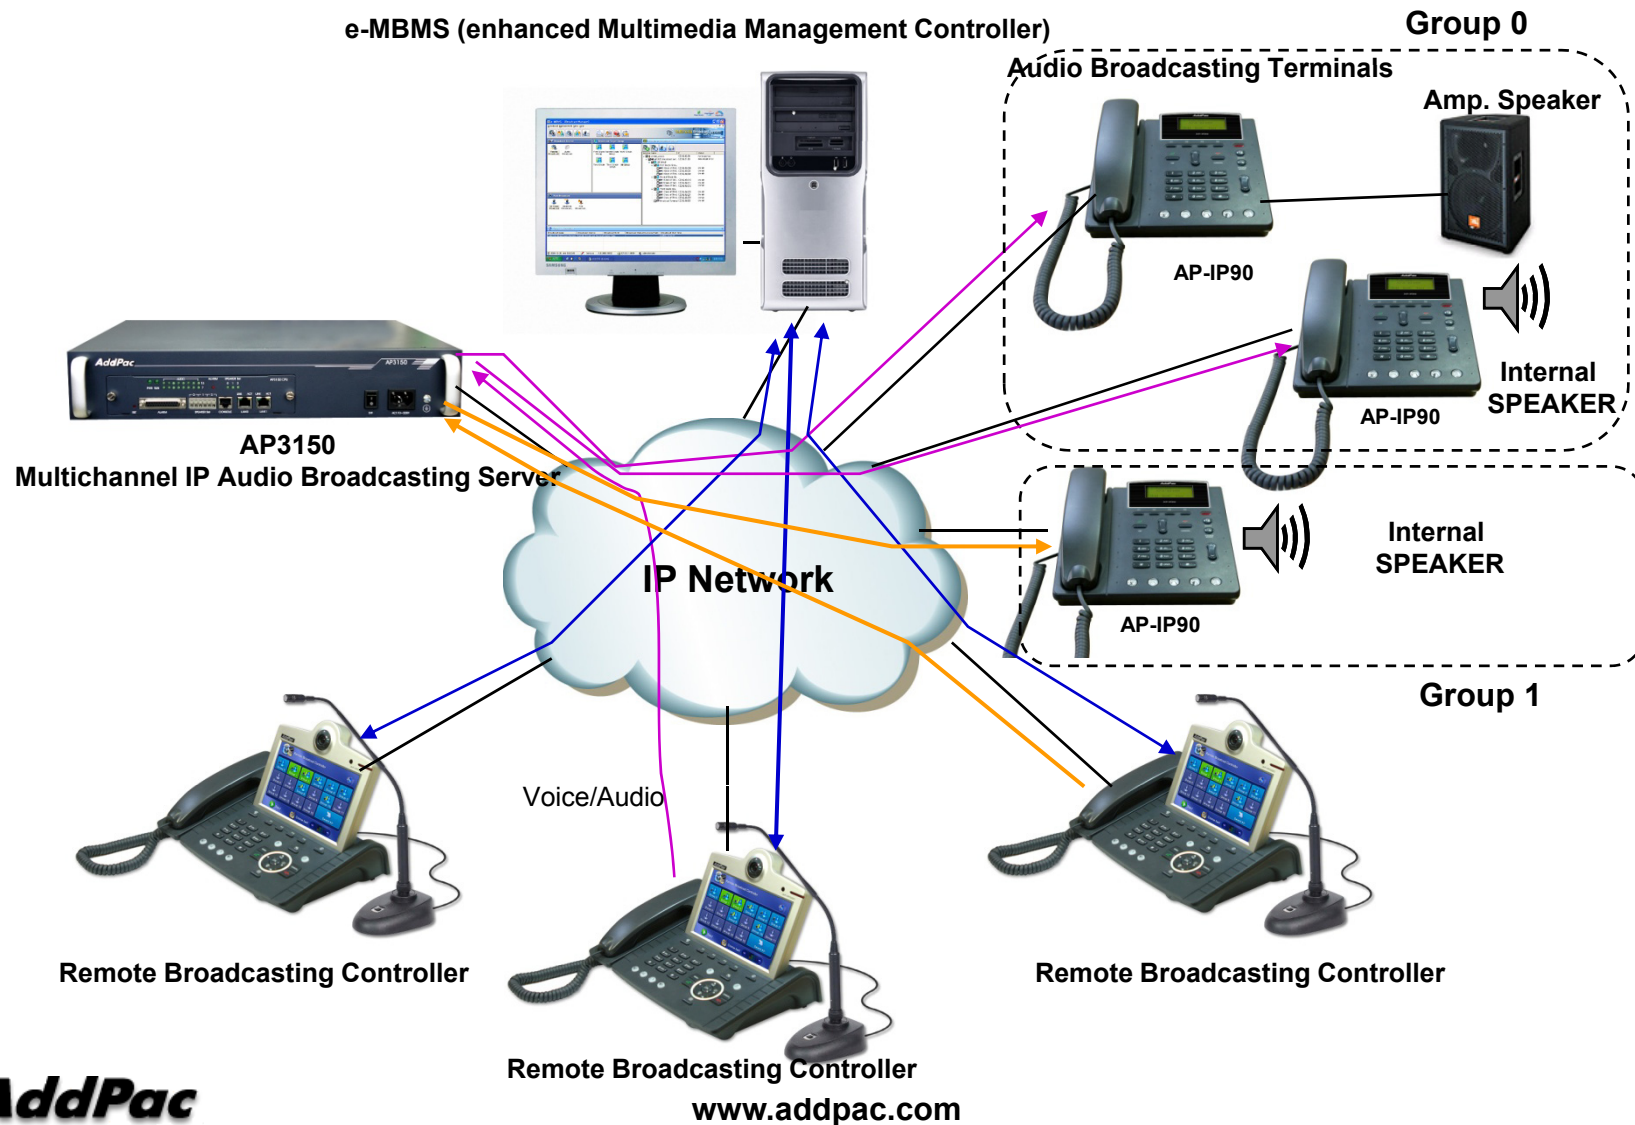 e-MBMS (enhanced Multimedia Management Controller)
Group 0
Audio Broadcasting Terminals
Amp. Speaker
AP-IP90
AP-IP90
Internal
SPEAKER
AddPac
AP3150
AP3150
Multichannel IP Audio Broadcasting Server
IP Network
Internal
SPEAKER
AP-IP90
Group 1
Voice/Audio
Remote Broadcasting Controller
Remote Broadcasting Controller
Remote Broadcasting Controller
AddPac
www.addpac.com